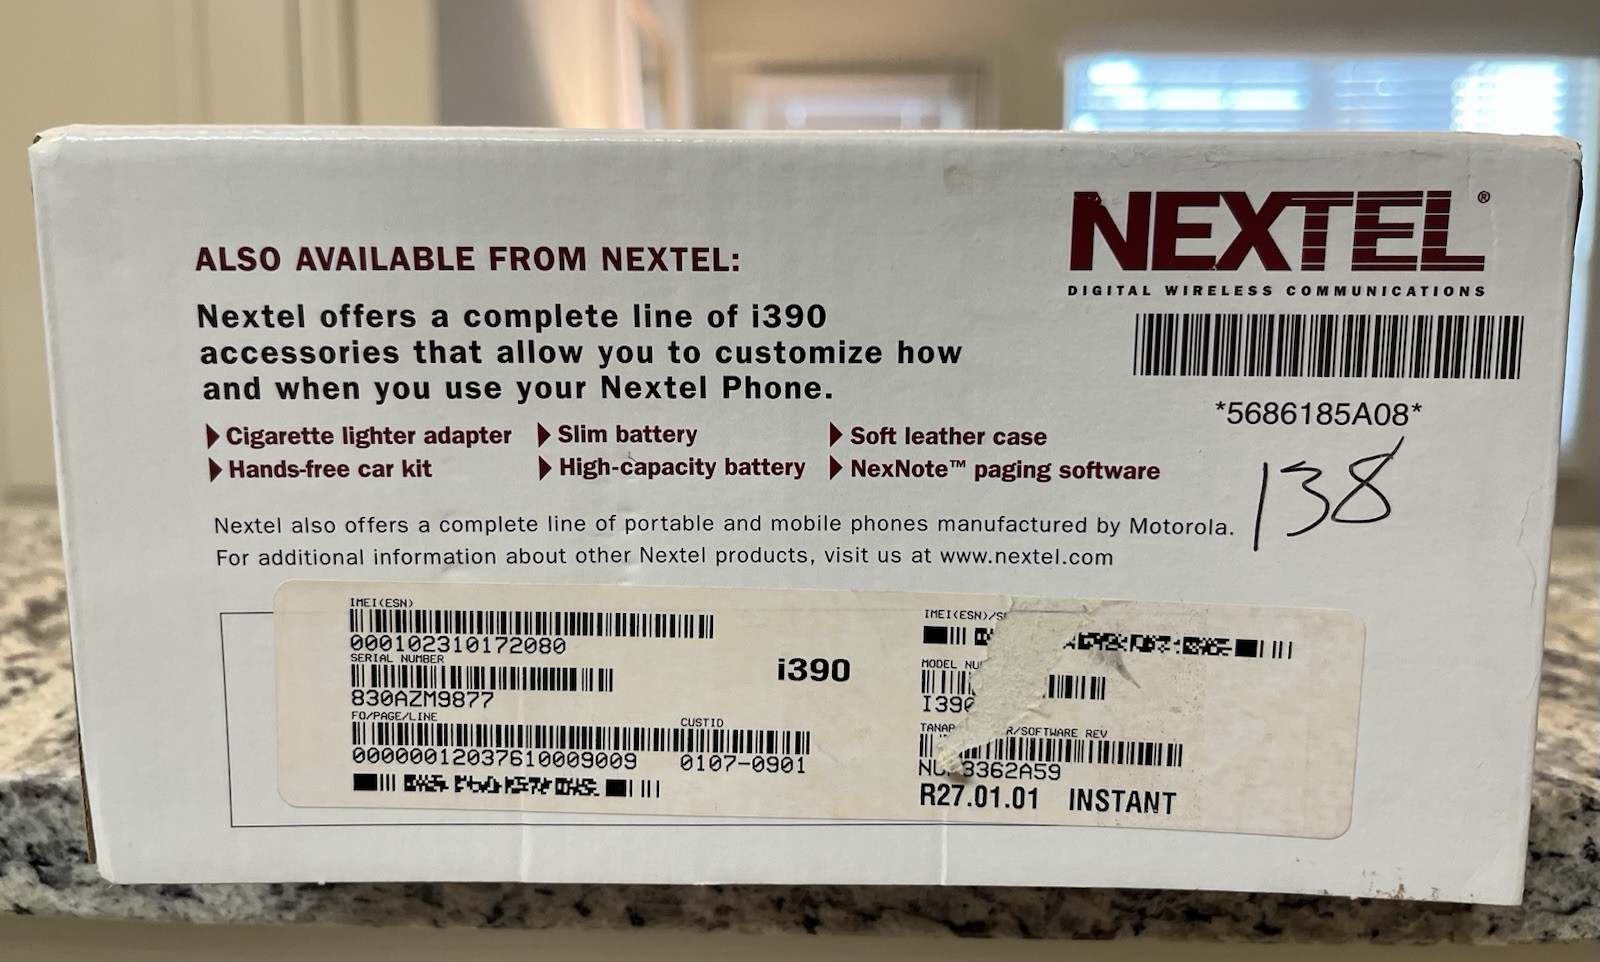 NEXTEL®
DIGITAL WIRELESS COMMUNICATIONS
ALSO AVAILABLE FROM NEXTEL:
Nextel offers a complete line of i390
accessories that allow you to customize how
and when you use your Nextel Phone.
Cigarette lighter adapter
Slim battery
Soft leather case
Hands-free car kit
High-capacity battery
NexNote™ paging software
*5686185A08*
138
Nextel also offers a complete line of portable and mobile phones manufactured by Motorola.
For additional information about other Nextel products, visit us at www.nextel.com
IMEI(ESN)
000102310172080
SERIAL NUMBER
830AZM9877
FO/PAGE/LINE
CUSTID
00000012037610009009
0107-0901
i390
IMEI(ESN)/
MODEL
I390
/SOFTWARE REV
3362A59
R27.01.01 INSTANT